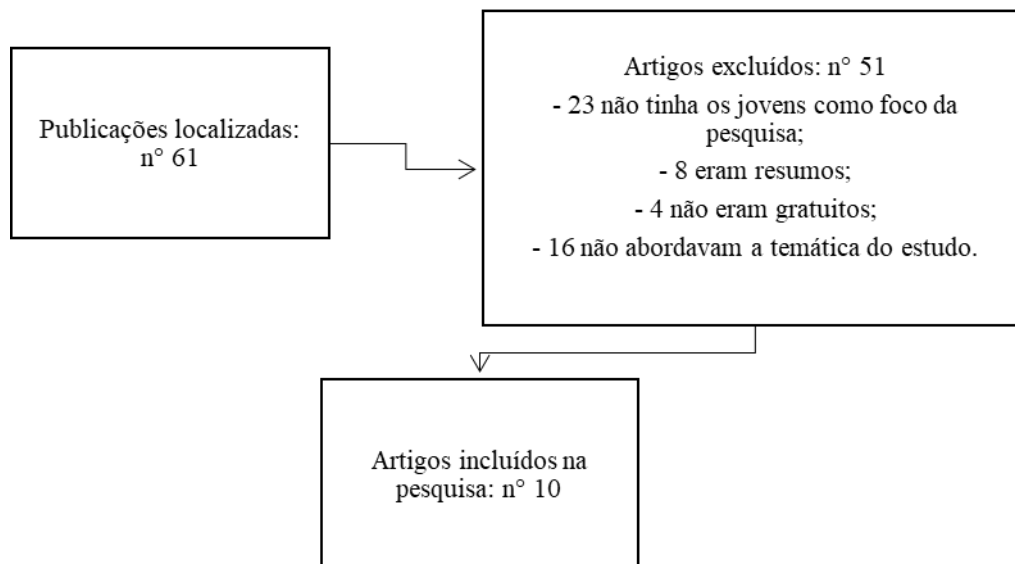 Publicações localizadas:
n° 61
Artigos excluídos: n° 51
- 23 não tinha os jovens como foco da
pesquisa;
- 8 eram resumos;
- 4 não eram gratuitos;
- 16 não abordavam a temática do estudo.
Artigos incluídos na
pesquisa: n° 10